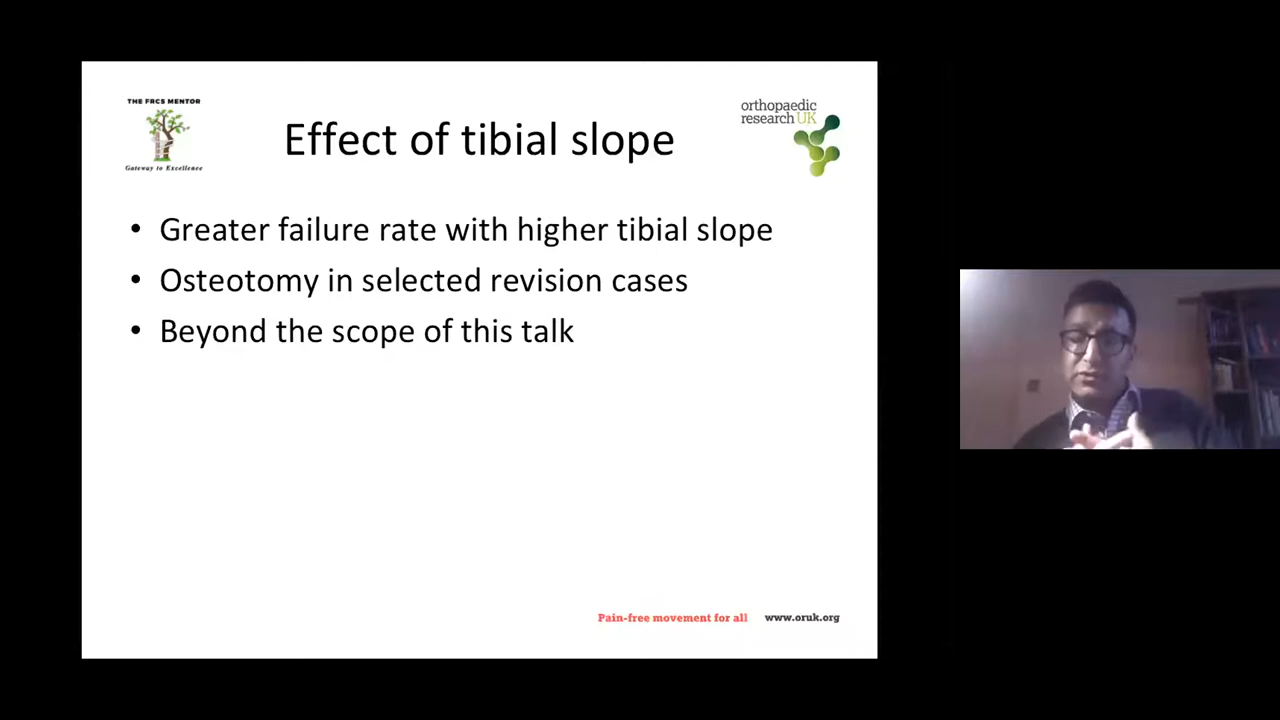 THE FRCS MENTOR
Gateway to Excellence
Effect of tibial slope
orthopaedic
research UK
• Greater failure rate with higher tibial slope
• Osteotomy in selected revision cases
• Beyond the scope of this talk
Pain-free movement for all www.oruk.org